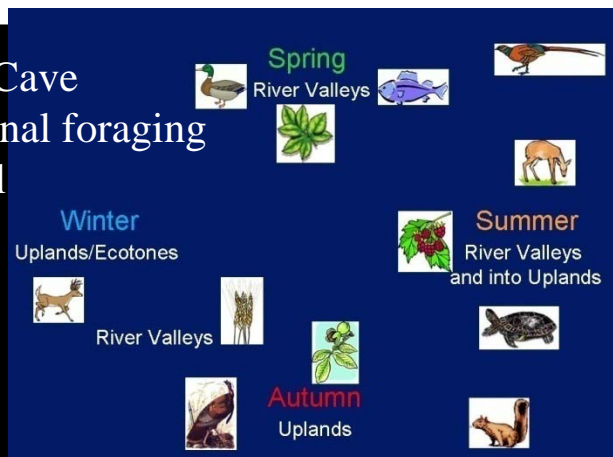 Cave
nal foraging
Spring
River Valleys
Winter
Uplands/Ecotones
Summer
River Valleys
and into Uplands
River Valleys
Autumn
Uplands